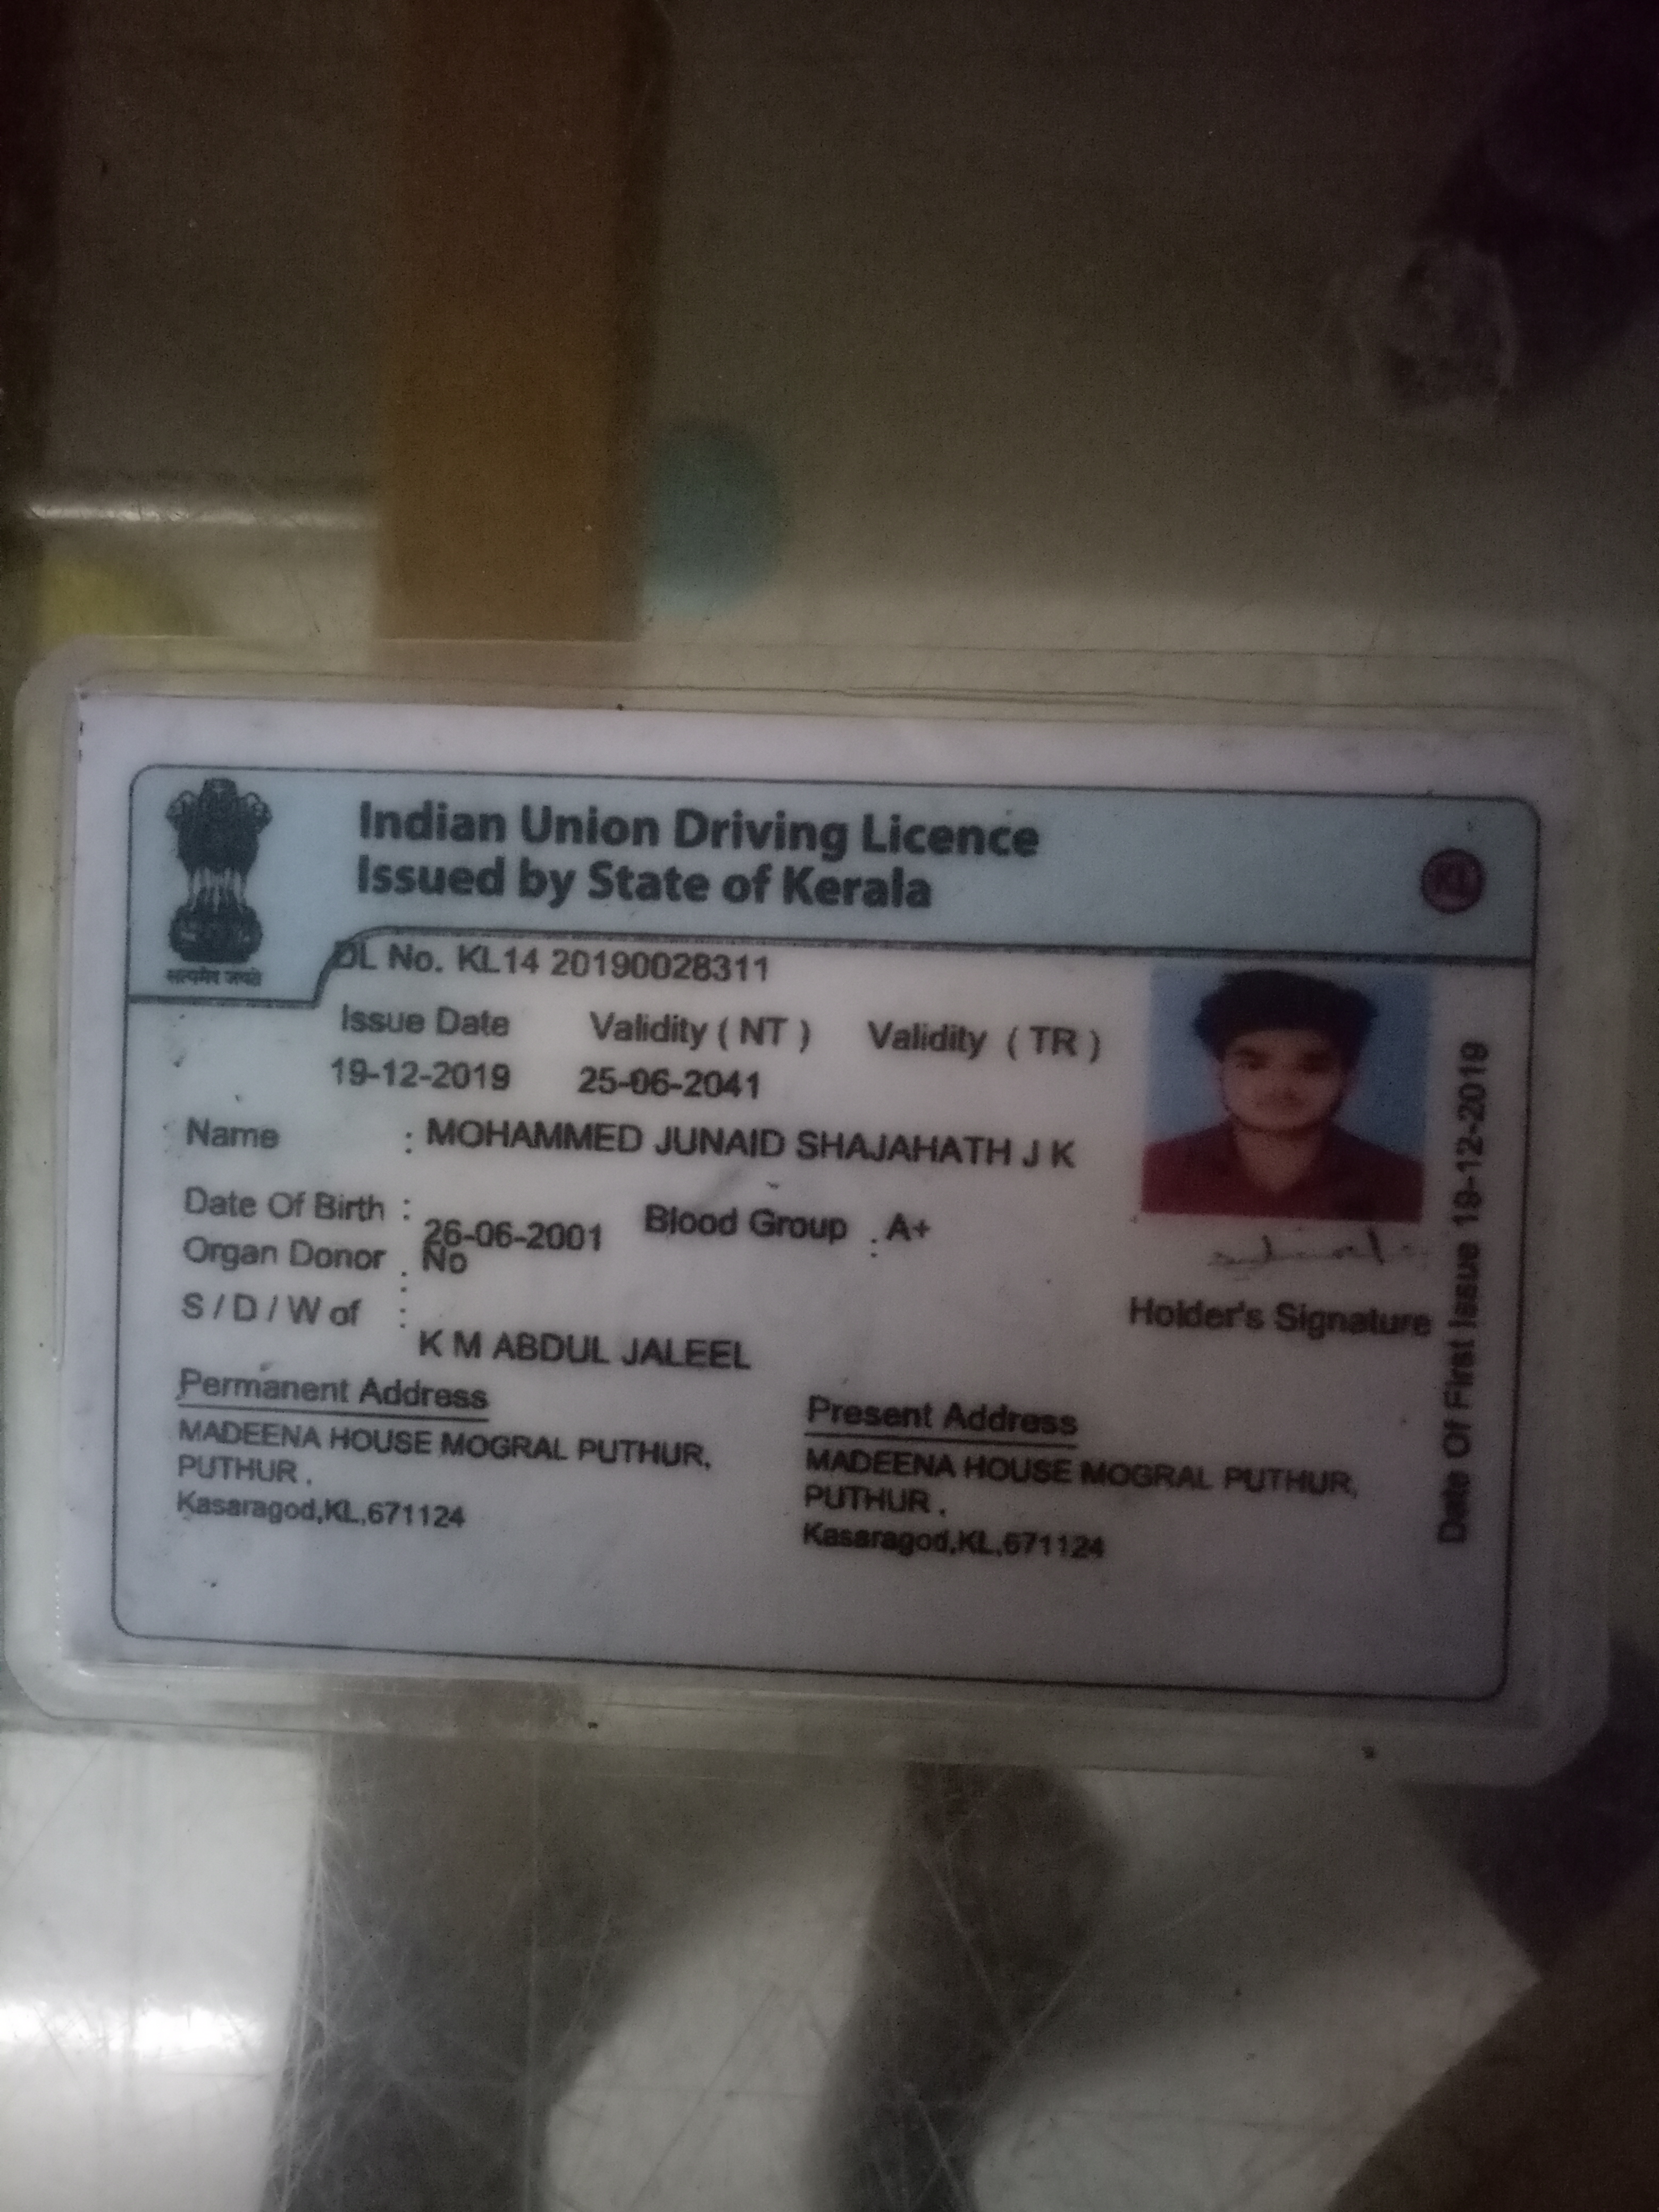 Indian Union Driving Licence
Issued by State of Kerala
सत्यमेव जयते
DL No. KL14 20190028311
Issue Date Validity ( NT ) Validity ( TR )
19-12-2019 25-06-2041
Name : MOHAMMED JUNAID SHAJAHATH J K
Date Of Birth : 26-06-2001 Blood Group : A+
Organ Donor : No
S / D / W of :
K M ABDUL JALEEL
Holder's Signature
Permanent Address
MADEENA HOUSE MOGRAL PUTHUR,
PUTHUR .
Kasaragod,KL,671124
Present Address
MADEENA HOUSE MOGRAL PUTHUR,
PUTHUR .
Kasaragod,KL,671124
Date Of First Issue 19-12-2019